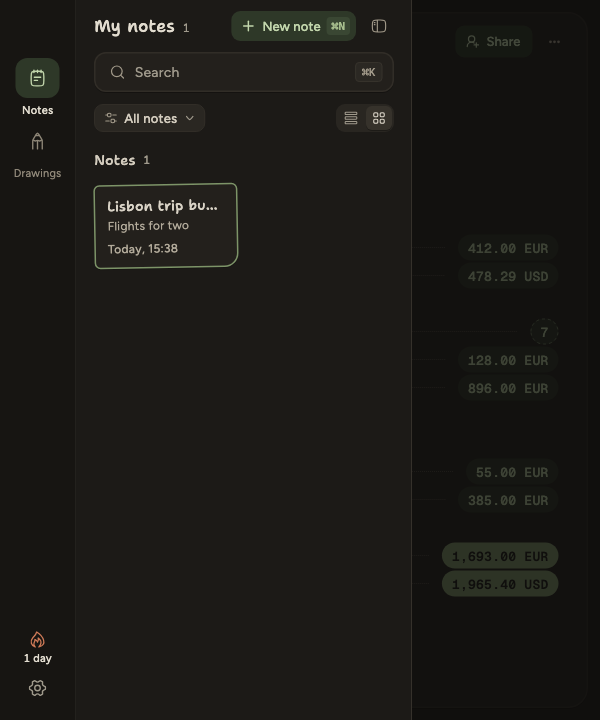 My notes 1
+ New note ⌘N
Search ⌘K
All notes
Notes 1
Lisbon trip bu...
Flights for two
Today, 15:38
Notes
Drawings
1 day
Share
412.00 EUR
478.29 USD
7
128.00 EUR
896.00 EUR
55.00 EUR
385.00 EUR
1,693.00 EUR
1,965.40 USD